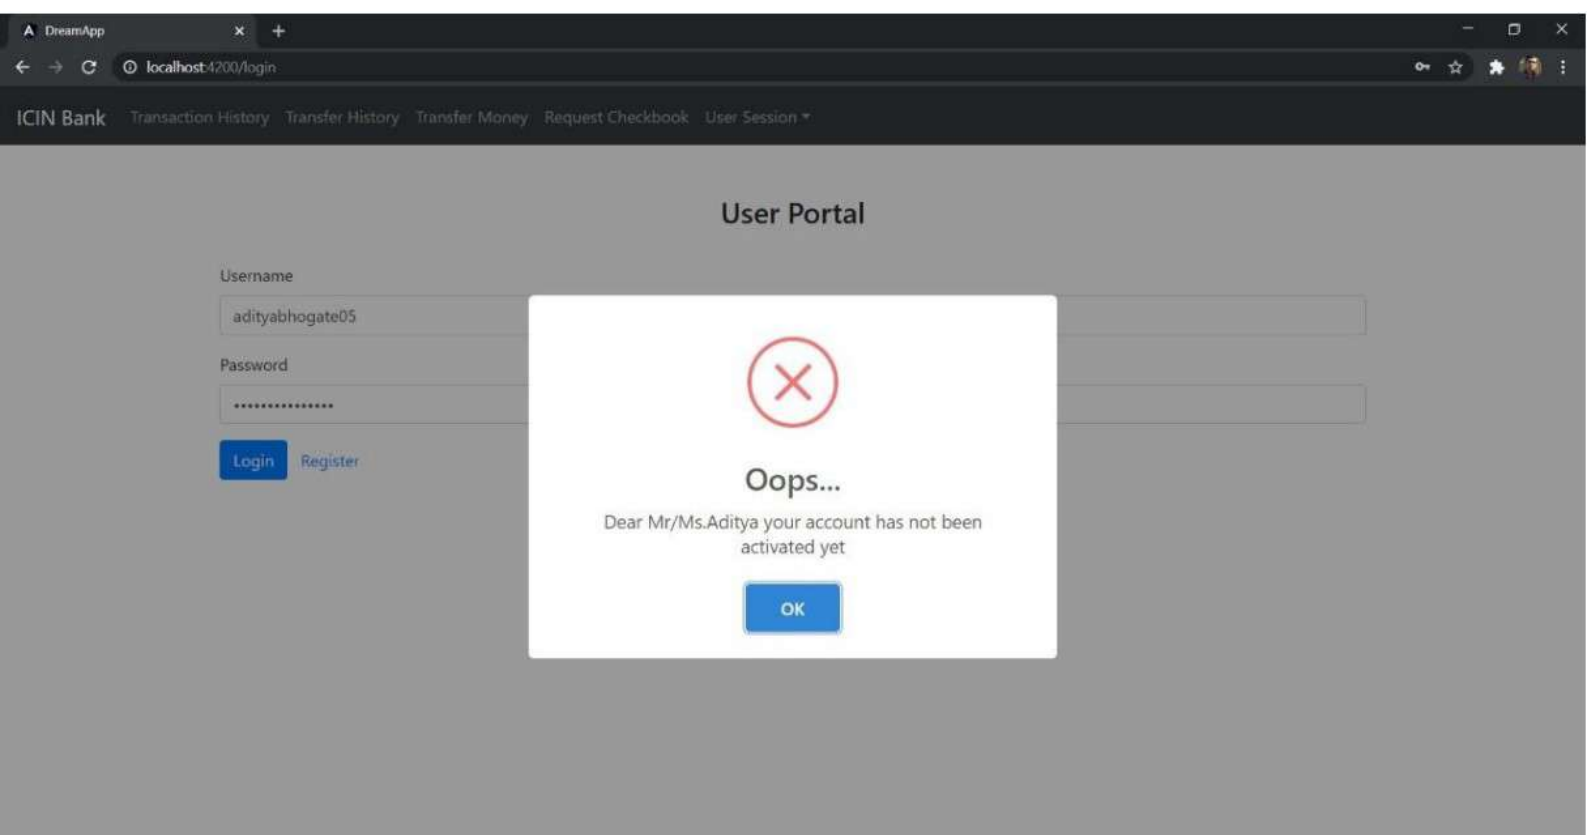 DreamApp
localhost:4200/login
ICIN Bank Transaction History Transfer History Transfer Money Request Checkbook User Session
User Portal
Username
adityabhogate05
Password
•••••••••••••••
Login Register
Oops...
Dear Mr/Ms.Aditya your account has not been
activated yet
OK